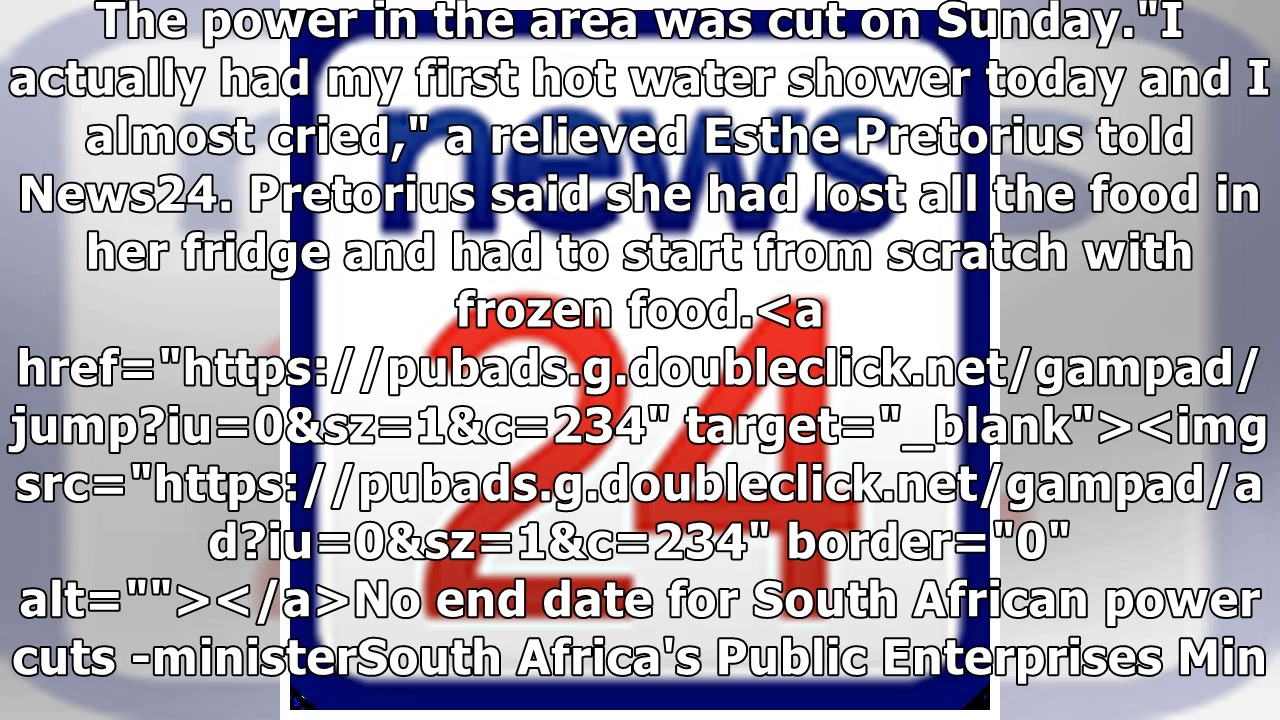 The power in the area was cut on Sunday."I
actually had my first hot water shower today and I
almost cried," a relieved Esthe Pretorius told
News24. Pretorius said she had lost all the food in
her fridge and had to start from scratch with
frozen food.<a
href="https://pubads.g.doubleclick.net/gampad/
jump?iu=0&sz=1&c=234" target="_blank"><img
src="https://pubads.g.doubleclick.net/gampad/a
d?iu=0&sz=1&c=234" border="0"
alt=""></a>No end date for South African power
cuts -ministerSouth Africa's Public Enterprises Min
news
24